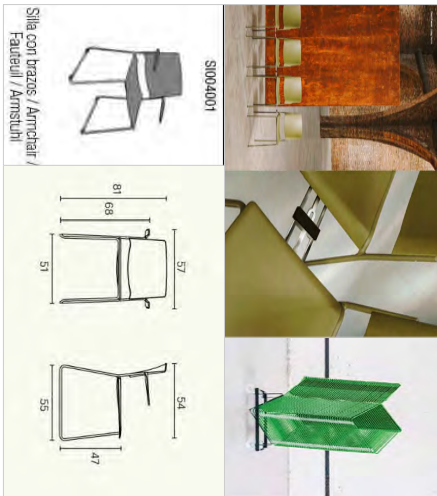 SI004001
Silla con brazos / Armchair /
Fauteuil / Armstuhl
81
68
57
51
54
55
47